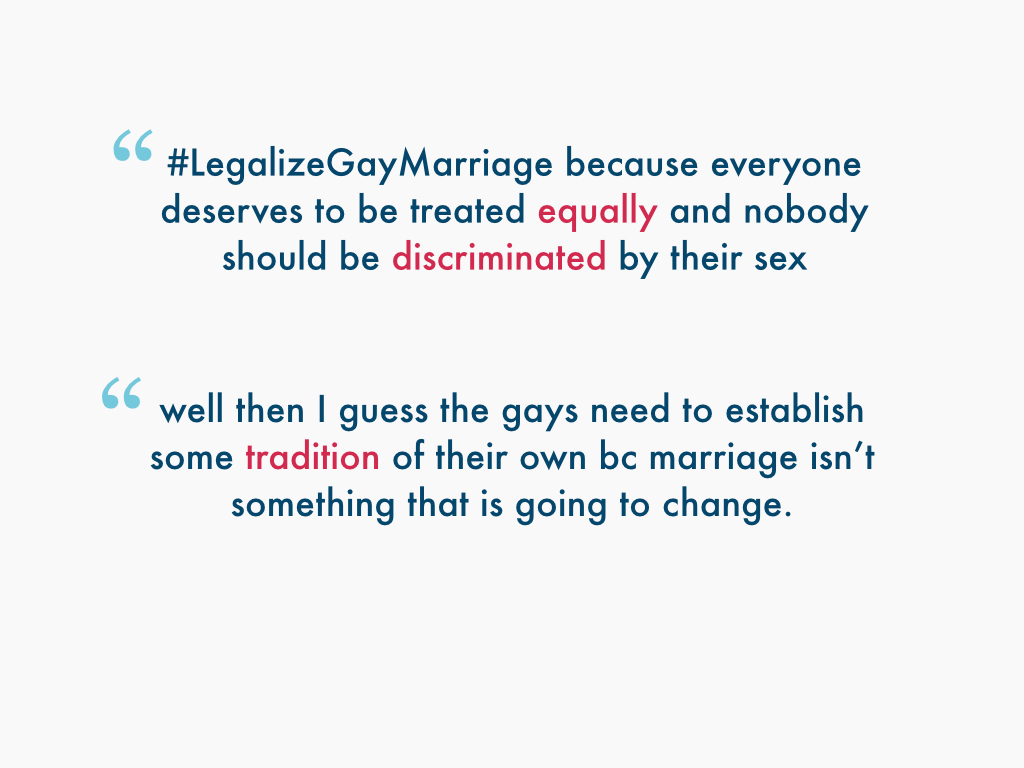 “ #LegalizeGayMarriage because everyone
deserves to be treated equally and nobody
should be discriminated by their sex
“ well then I guess the gays need to establish
some tradition of their own bc marriage isn’t
something that is going to change.